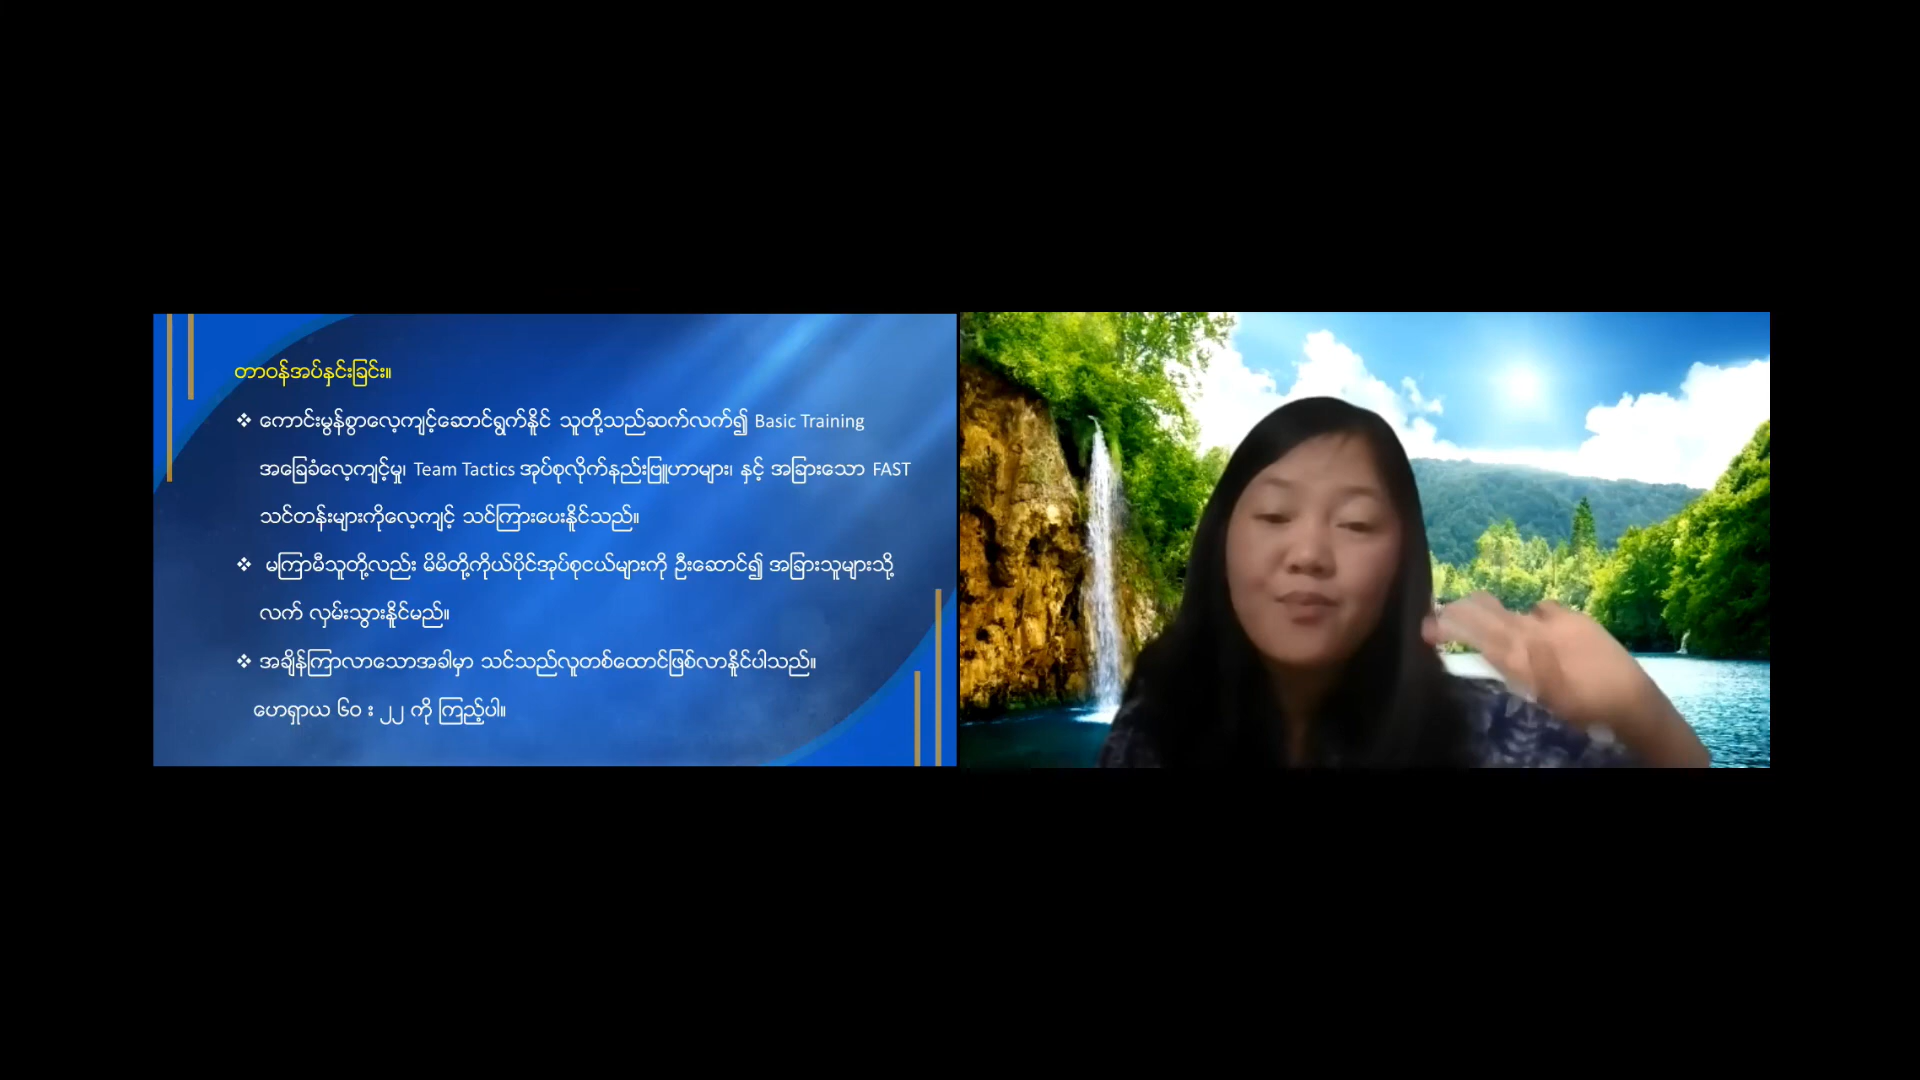 တာဝန်အပ်နှင်းခြင်း။
❖ ကောင်းမွန်စွာလေ့ကျင့်ဆောင်ရွက်နိုင် သူတို့သည်ဆက်လက်၍ Basic Training
အခြေခံလေ့ကျင့်မှု၊ Team Tactics အုပ်စုလိုက်နည်းဗြူဟာများ၊ နှင့် အခြားသော FAST
သင်တန်းများကိုလေ့ကျင့် သင်ကြားပေးနိူင်သည်။
❖ မကြာမီသူတို့လည်း မိမိတို့ကိုယ်ပိုင်အုပ်စုငယ်များကို ဦးဆောင်၍ အခြားသူများသို့
လက် လှမ်းသွားနိူင်မည်။
❖ အချိန်ကြာလာသောအခါမှာ သင်သည်လူတစ်ထောင်ဖြစ်လာနိူင်ပါသည်။
ဟေရှာယ ၆၀ : ၂၂ ကို ကြည့်ပါ။